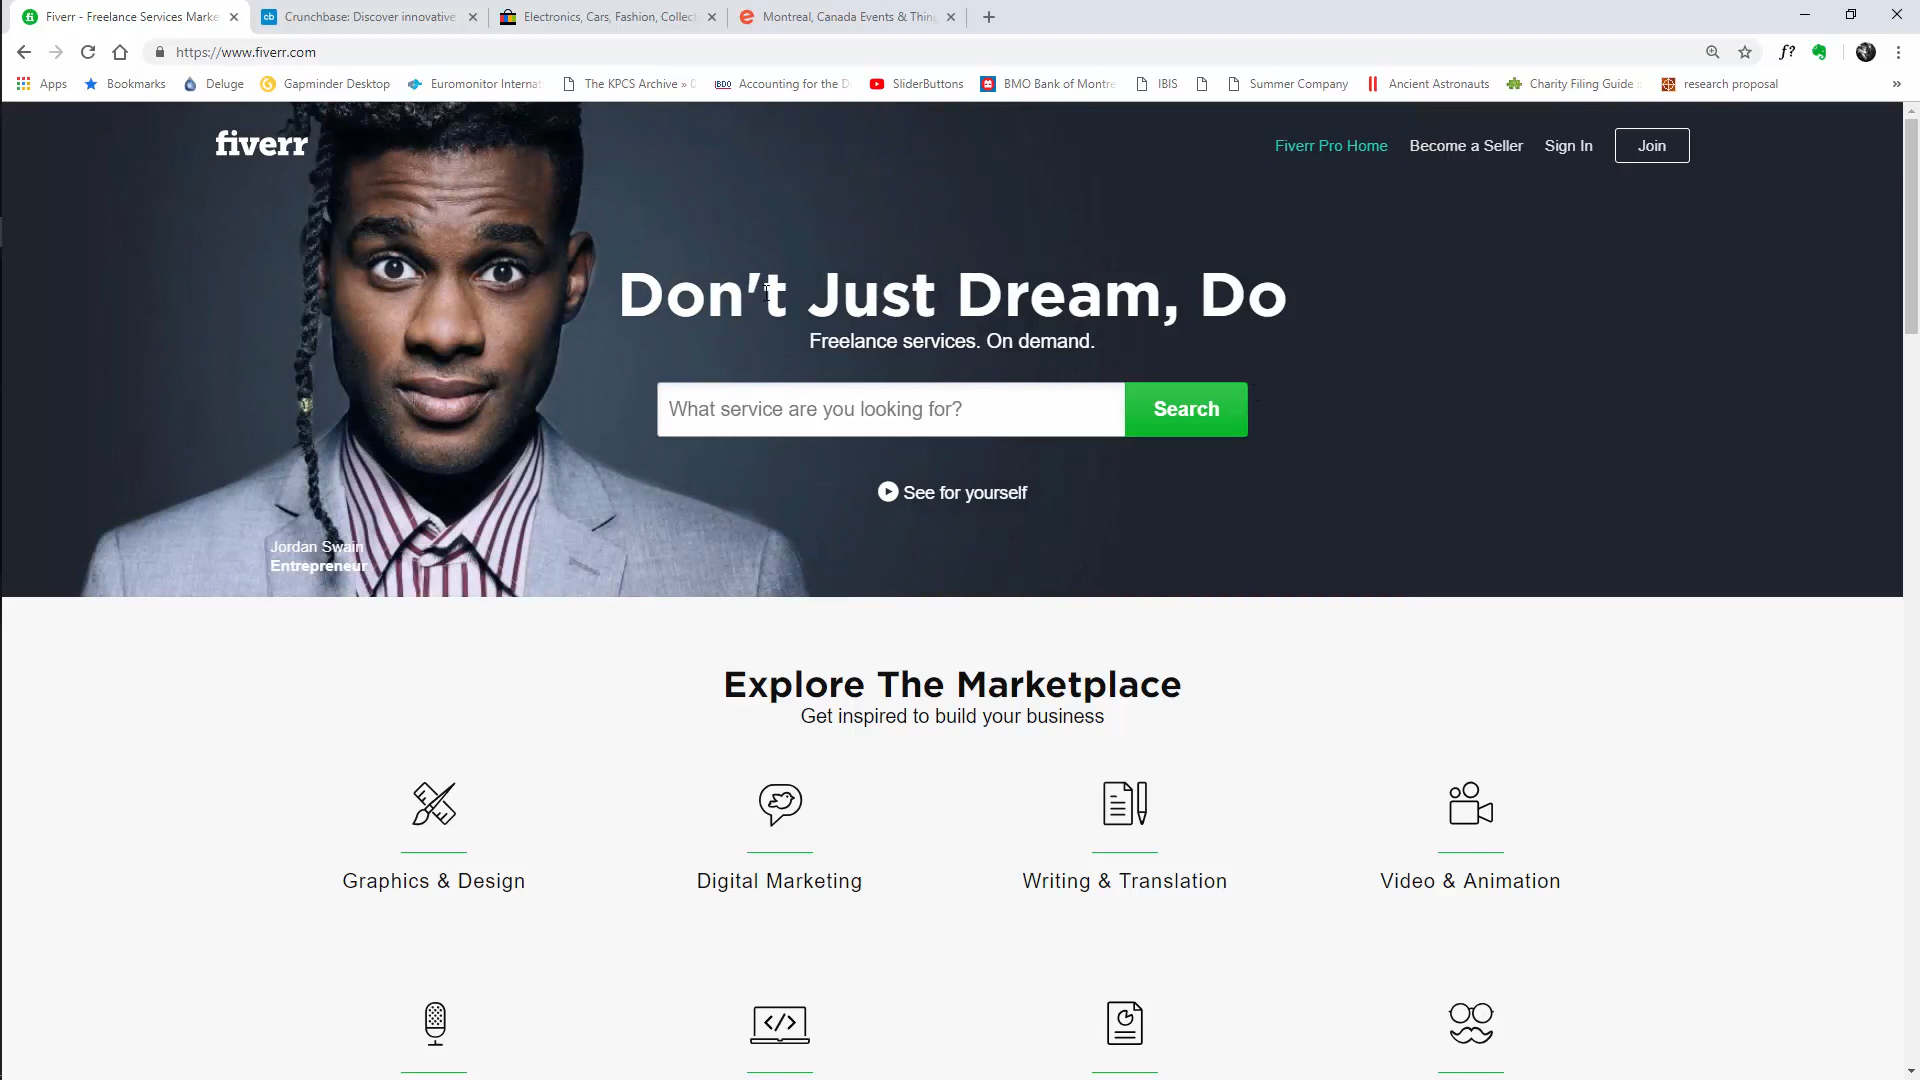 Fiverr - Freelance Services Marke
Crunchbase: Discover innovative
Electronics, Cars, Fashion, Collec
Montreal, Canada Events & Thin
https://www.fiverr.com
f?
Apps
Bookmarks
Deluge
Gapminder Desktop
Euromonitor Internat
The KPCS Archive » 
IBDO Accounting for the D
SliderButtons
BMO Bank of Montre
IBIS
Summer Company
Ancient Astronauts
Charity Filing Guide
research proposal
»
fiverr
Fiverr Pro Home
Become a Seller
Sign In
Join
Don't Just Dream, Do
Freelance services. On demand.
What service are you looking for?
Search
See for yourself
Jordan Swain
Entrepreneur
Explore The Marketplace
Get inspired to build your business
Graphics & Design
Digital Marketing
Writing & Translation
Video & Animation